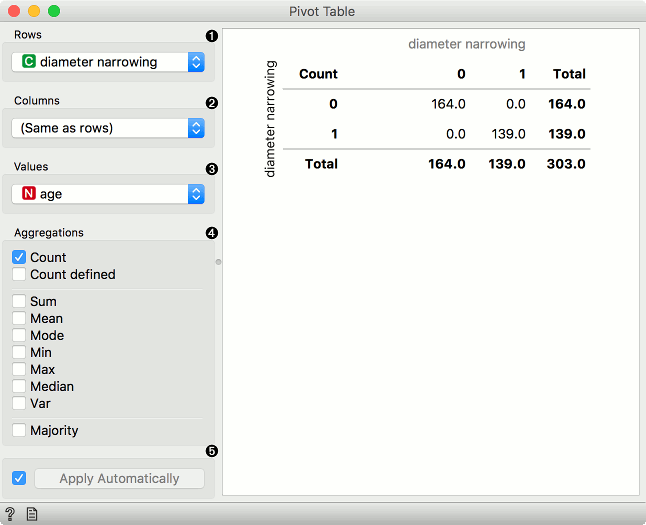 Pivot Table
Rows ❶
C diameter narrowing
Columns ❷
(Same as rows)
Values ❸
N age
Aggregations ❹
Count
Count defined
Sum
Mean
Mode
Min
Max
Median
Var
Majority
❺
Apply Automatically
?
diameter narrowing
diameter narrowing
Count 0 1 Total
0 164.0 0.0 164.0
1 0.0 139.0 139.0
Total 164.0 139.0 303.0